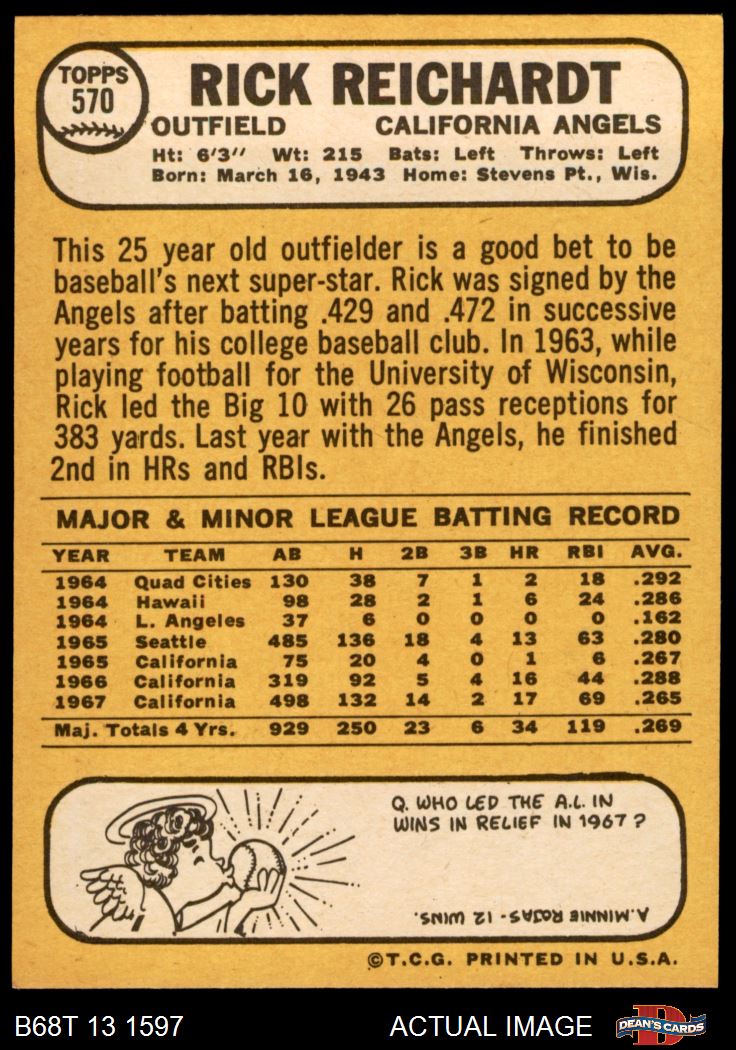 TOPPS
570
RICK REICHARDT
OUTFIELD CALIFORNIA ANGELS
Ht: 6'3" Wt: 215 Bats: Left Throws: Left
Born: March 16, 1943 Home: Stevens Pt., Wis.
This 25 year old outfielder is a good bet to be
baseball's next super-star. Rick was signed by the
Angels after batting .429 and .472 in successive
years for his college baseball club. In 1963, while
playing football for the University of Wisconsin,
Rick led the Big 10 with 26 pass receptions for
383 yards. Last year with the Angels, he finished
2nd in HRs and RBIs.
MAJOR & MINOR LEAGUE BATTING RECORD
YEAR TEAM AB H 2B 3B HR RBI AVG.
1964 Quad Cities 130 38 7 1 2 18 .292
1964 Hawaii 98 28 2 1 6 24 .286
1964 L. Angeles 37 6 0 0 0 0 .162
1965 Seattle 485 136 18 4 13 63 .280
1965 California 75 20 4 0 1 6 .267
1966 California 319 92 5 4 16 44 .288
1967 California 498 132 14 2 17 69 .265
Maj. Totals 4 Yrs. 929 250 23 6 34 119 .269
Q. WHO LED THE A.L. IN
WINS IN RELIEF IN 1967?
A. MINNIE ROJAS - 12 WINS.
©T.C.G. PRINTED IN U.S.A.
B68T 13 1597 ACTUAL IMAGE
D
DEAN'S CARDS